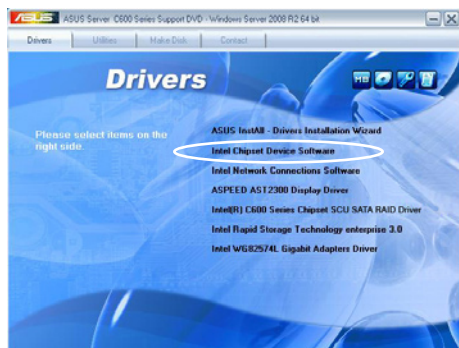 ASUS ASUS Server C600 Series Support DVD - Windows Server 2008 R2 64 bit
Drivers Utilities Make Disk Contact
Drivers
Please select items on the right side.
ASUS InstAll - Drivers Installation Wizard
Intel Chipset Device Software
Intel Network Connections Software
ASPEED AST2300 Display Driver
Intel(R) C600 Series Chipset SCU SATA RAID Driver
Intel Rapid Storage Technology enterprise 3.0
Intel WG82574L Gigabit Adapters Driver